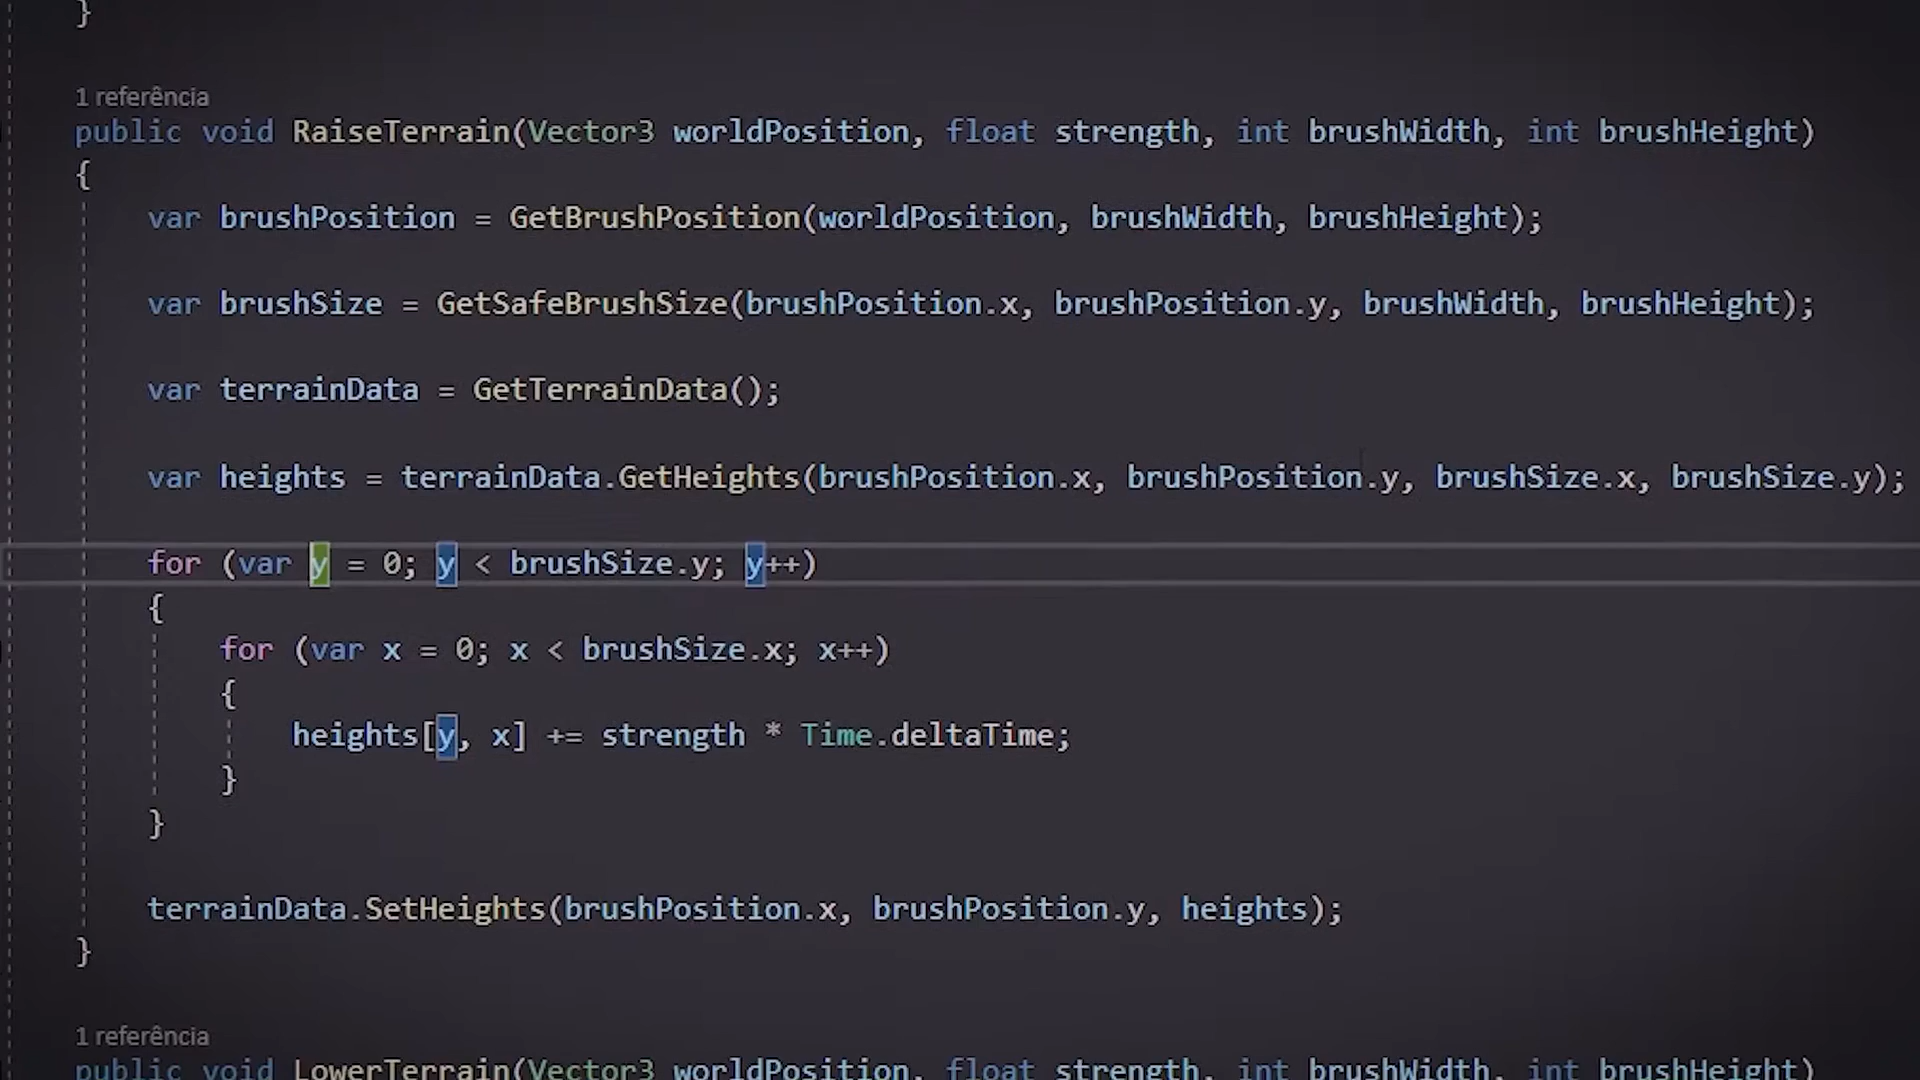 }
1 referência
public void RaiseTerrain(Vector3 worldPosition, float strength, int brushWidth, int brushHeight)
{
var brushPosition = GetBrushPosition(worldPosition, brushWidth, brushHeight);
var brushSize = GetSafeBrushSize(brushPosition.x, brushPosition.y, brushWidth, brushHeight);
var terrainData = GetTerrainData();
var heights = terrainData.GetHeights(brushPosition.x, brushPosition.y, brushSize.x, brushSize.y);
for (var y = 0; y < brushSize.y; y++)
{
for (var x = 0; x < brushSize.x; x++)
{
heights[y, x] += strength * Time.deltaTime;
}
}
terrainData.SetHeights(brushPosition.x, brushPosition.y, heights);
}
1 referência
public void LowerTerrain(Vector3 worldPosition, float strength, int brushWidth, int brushHeight)